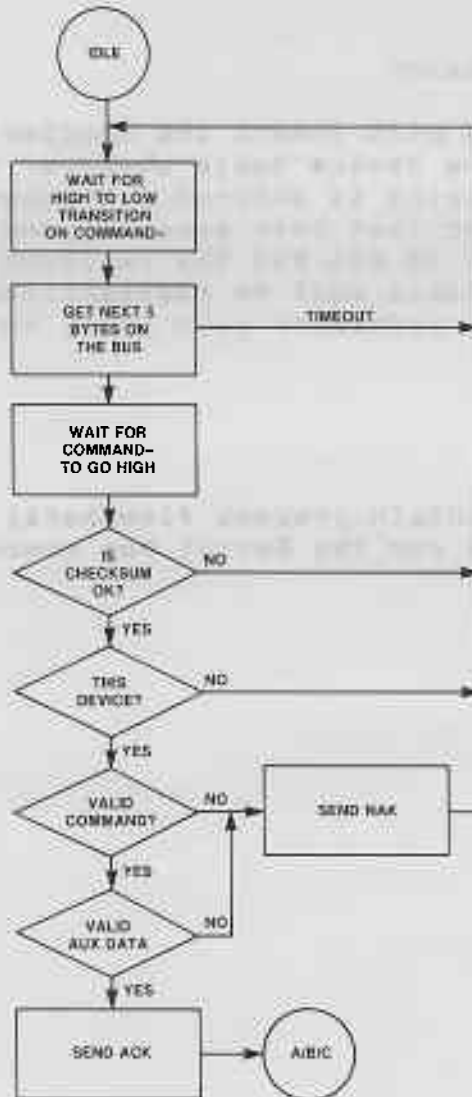 IDLE
WAIT FOR
HIGH TO LOW
TRANSITION
ON COMMAND–
GET NEXT 5
BYTES ON
THE BUS
TIMEOUT
WAIT FOR
COMMAND–
TO GO HIGH
IS
CHECKSUM
OK?
NO
YES
THIS
DEVICE?
NO
YES
VALID
COMMAND?
NO
SEND NAK
YES
VALID
AUX DATA
NO
YES
SEND ACK
A/B/C